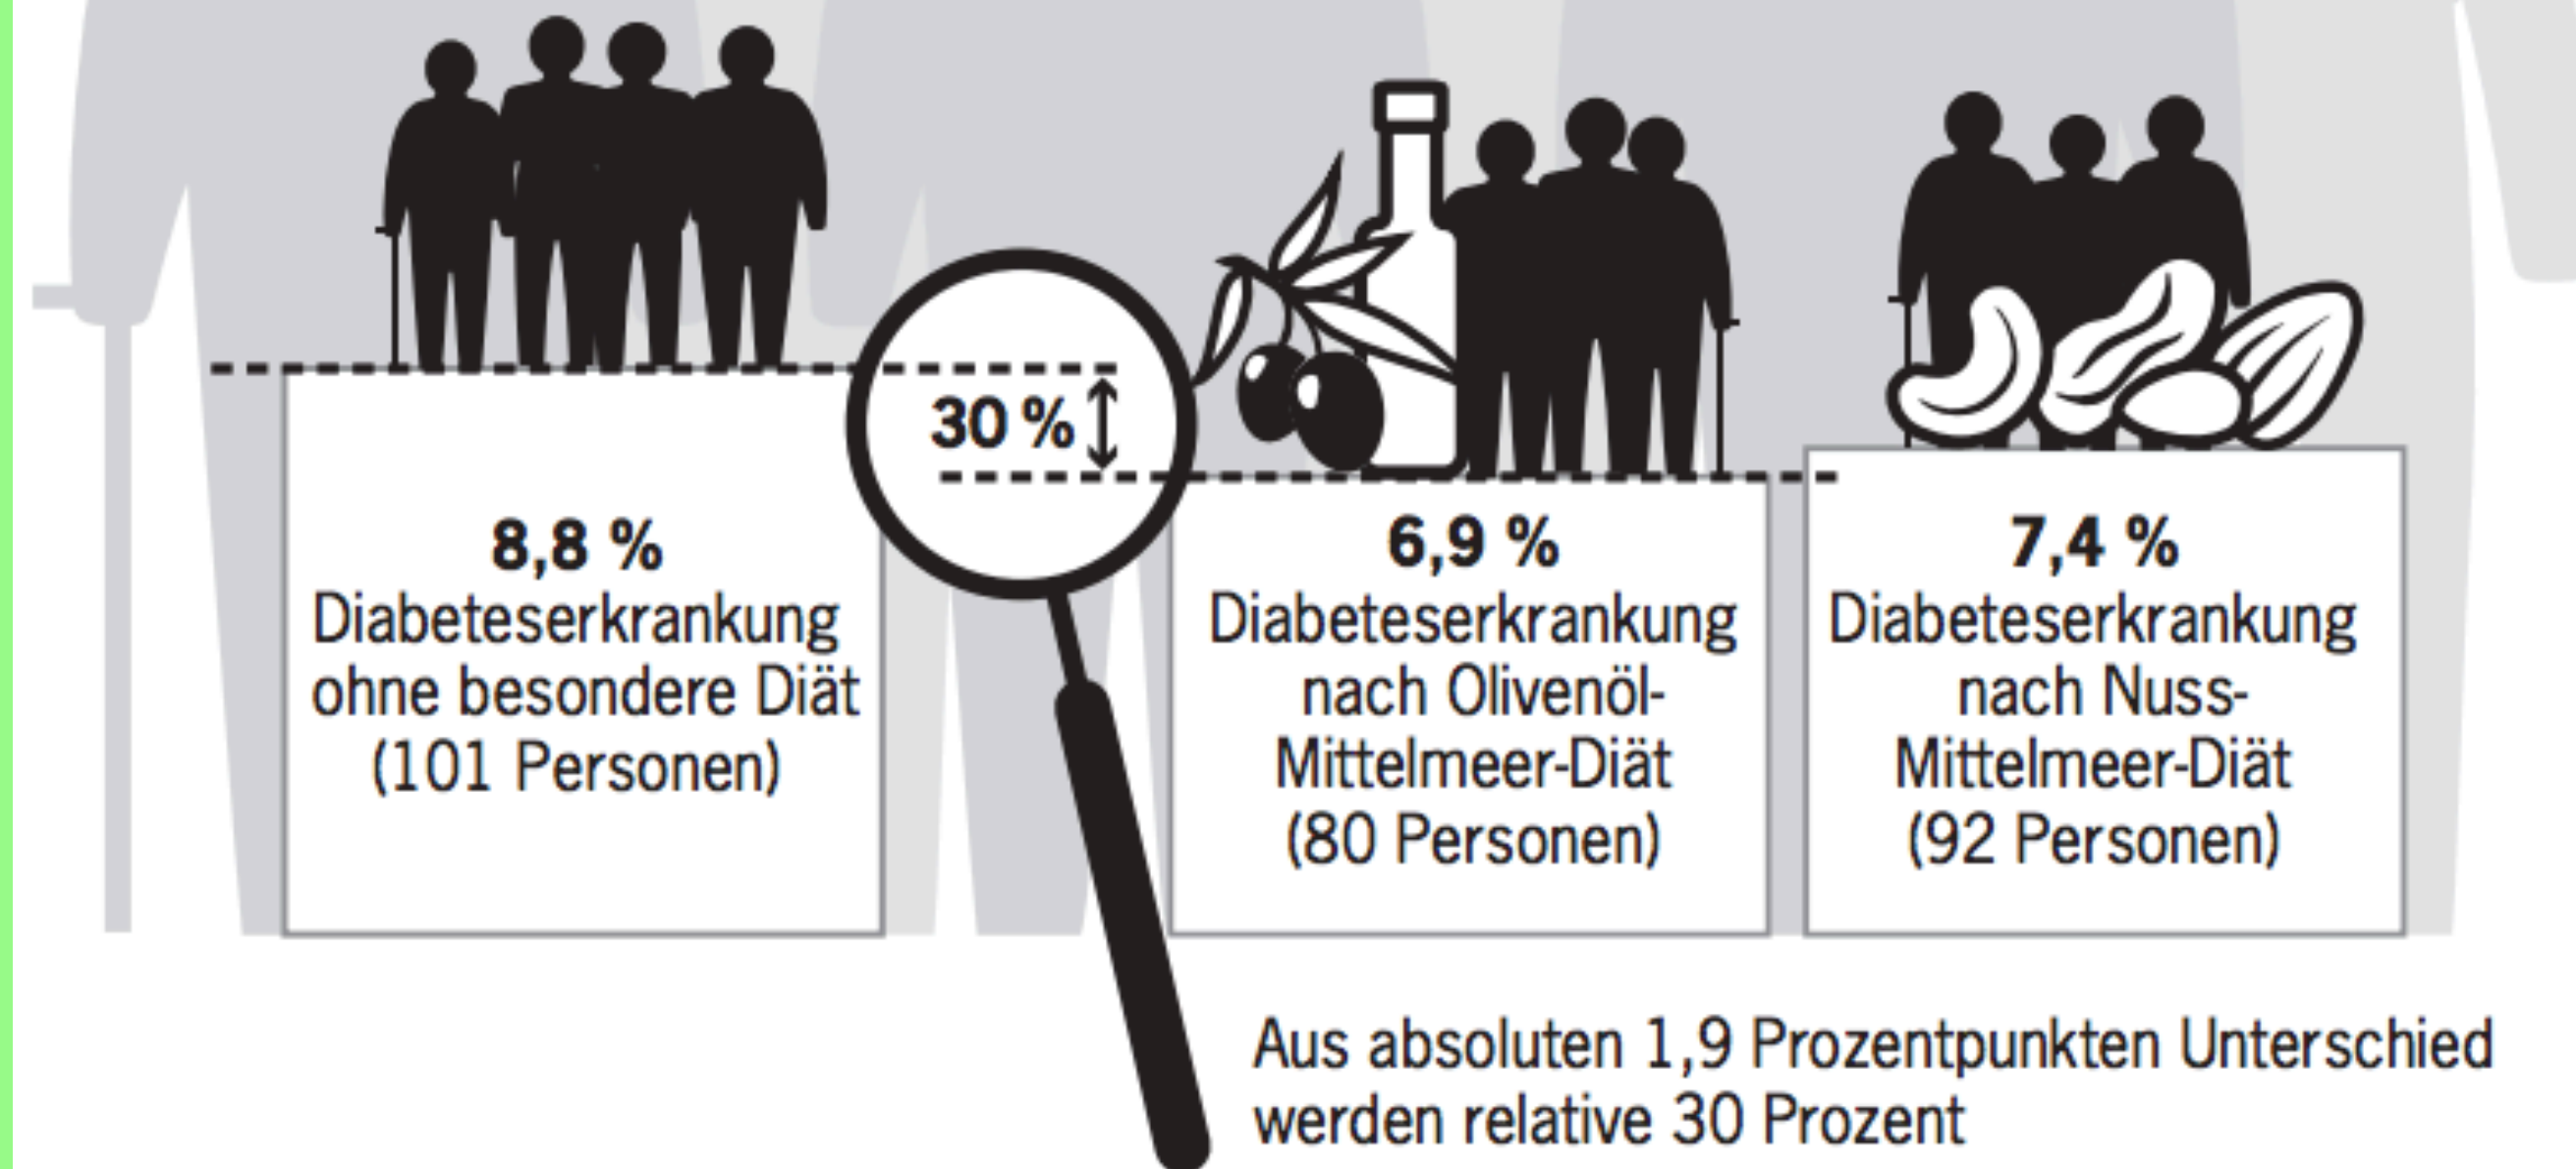 30 %
8,8 %
Diabeteserkrankung
ohne besondere Diät
(101 Personen)
6,9 %
Diabeteserkrankung
nach Olivenöl-
Mittelmeer-Diät
(80 Personen)
7,4 %
Diabeteserkrankung
nach Nuss-
Mittelmeer-Diät
(92 Personen)
Aus absoluten 1,9 Prozentpunkten Unterschied
werden relative 30 Prozent